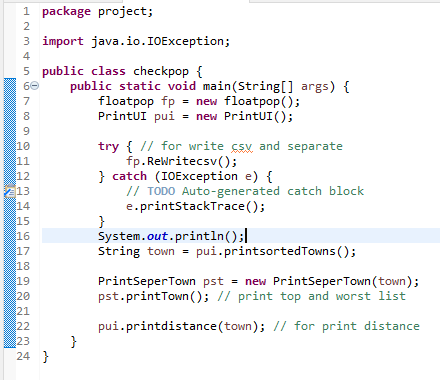 1 package project;
2
3 import java.io.IOException;
4
5 public class checkpop {
6 public static void main(String[] args) {
7 floatpop fp = new floatpop();
8 PrintUI pui = new PrintUI();
9
10 try { // for write csv and separate
11 fp.ReWritecsv();
12 } catch (IOException e) {
13 // TODO Auto-generated catch block
14 e.printStackTrace();
15 }
16 System.out.println();
17 String town = pui.printsortedTowns();
18
19 PrintSeperTown pst = new PrintSeperTown(town);
20 pst.printTown(); // print top and worst list
21
22 pui.printdistance(town); // for print distance
23 }
24 }